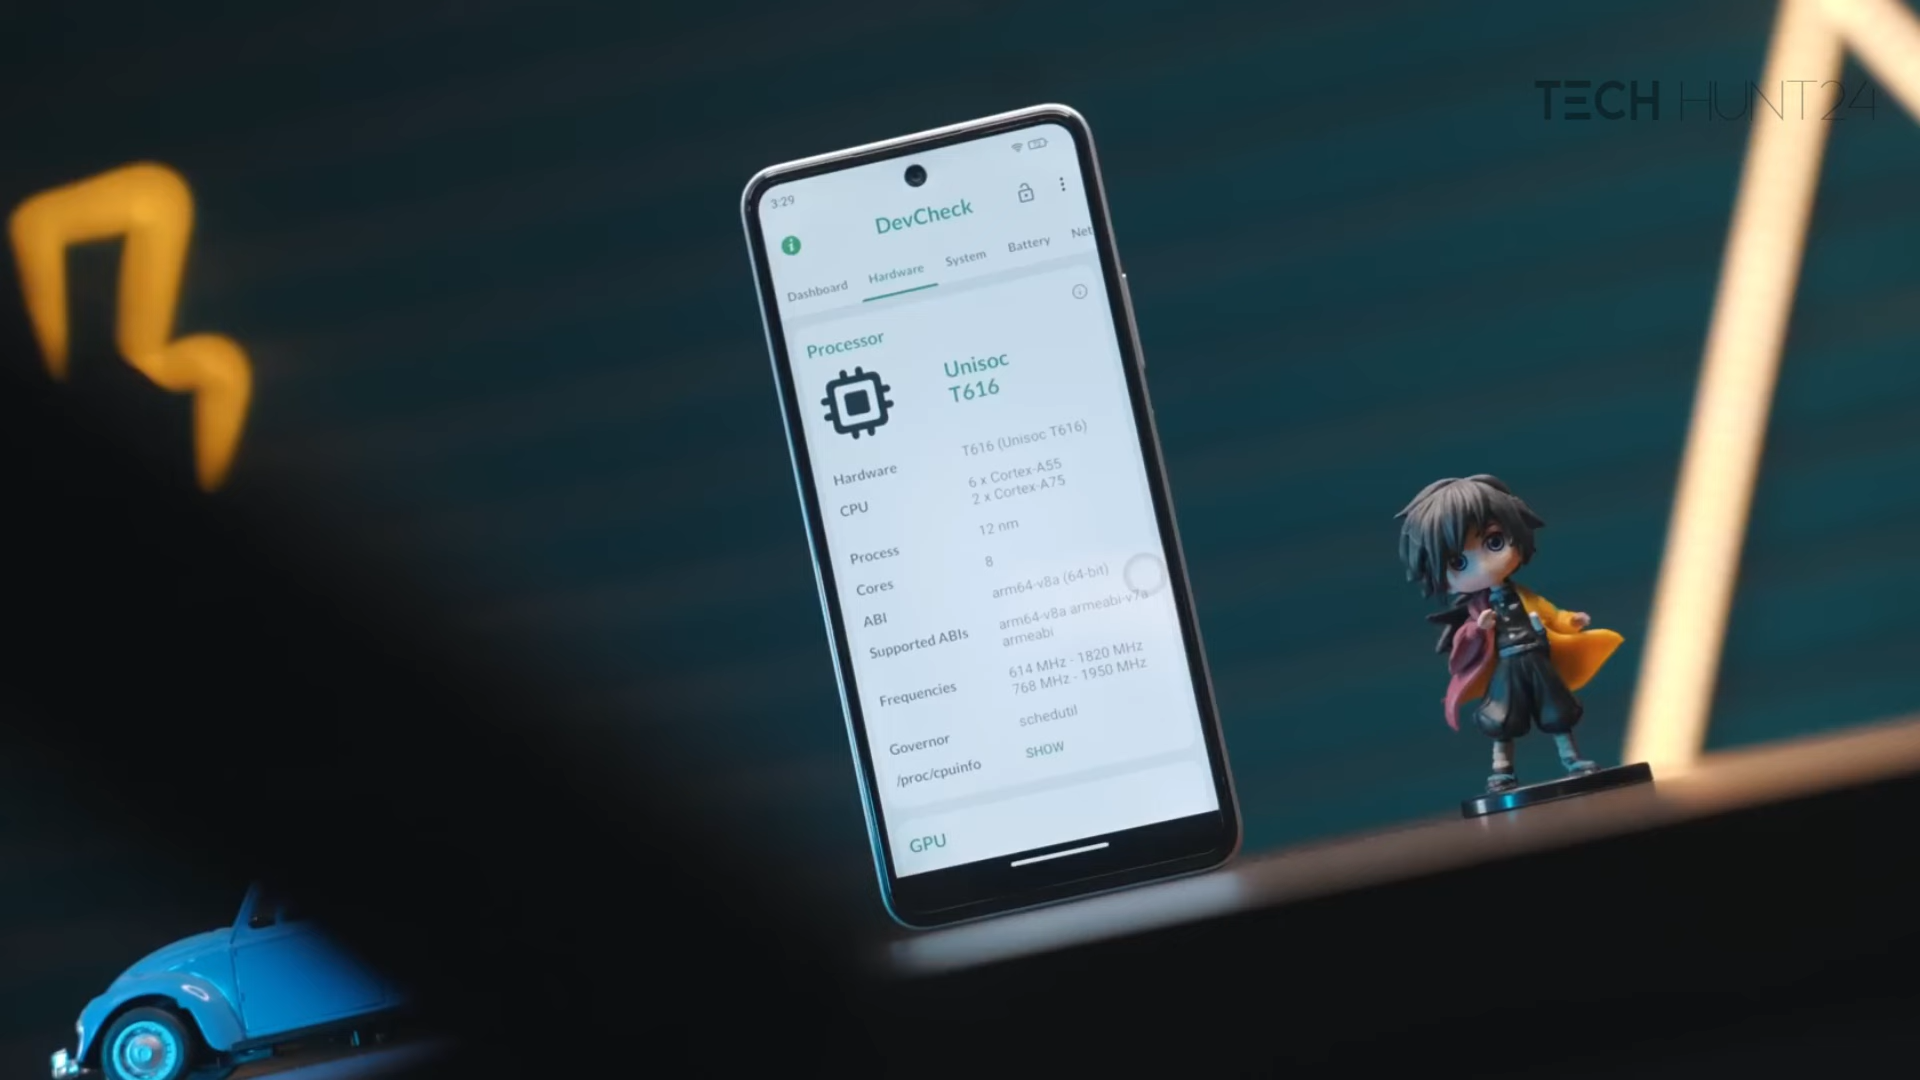 TECH HUNT24
3:29
DevCheck
Dashboard Hardware System Battery Net
Processor
Unisoc
T616
Hardware T616 (Unisoc T616)
CPU 6 x Cortex-A55
2 x Cortex-A75
Process 12 nm
Cores 8
ABI arm64-v8a (64-bit)
Supported ABIs arm64-v8a armeabi-v7a
armeabi
Frequencies 614 MHz - 1820 MHz
768 MHz - 1950 MHz
Governor schedutil
/proc/cpuinfo SHOW
GPU